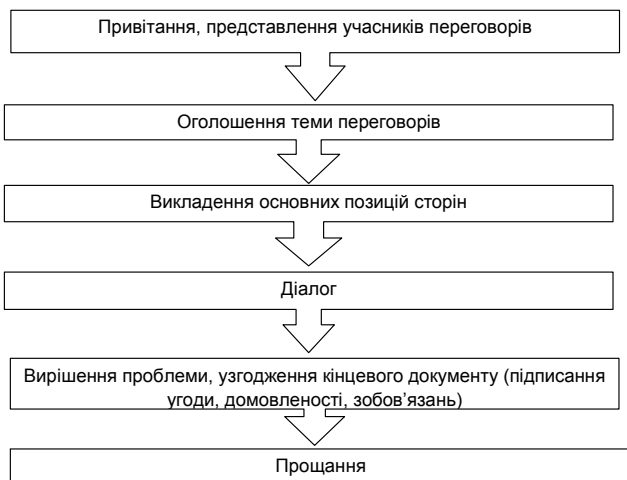 Привітання, представлення учасників переговорів
Оголошення теми переговорів
Викладення основних позицій сторін
Діалог
Вирішення проблеми, узгодження кінцевого документу (підписання
угоди, домовленості, зобов’язань)
Прощання